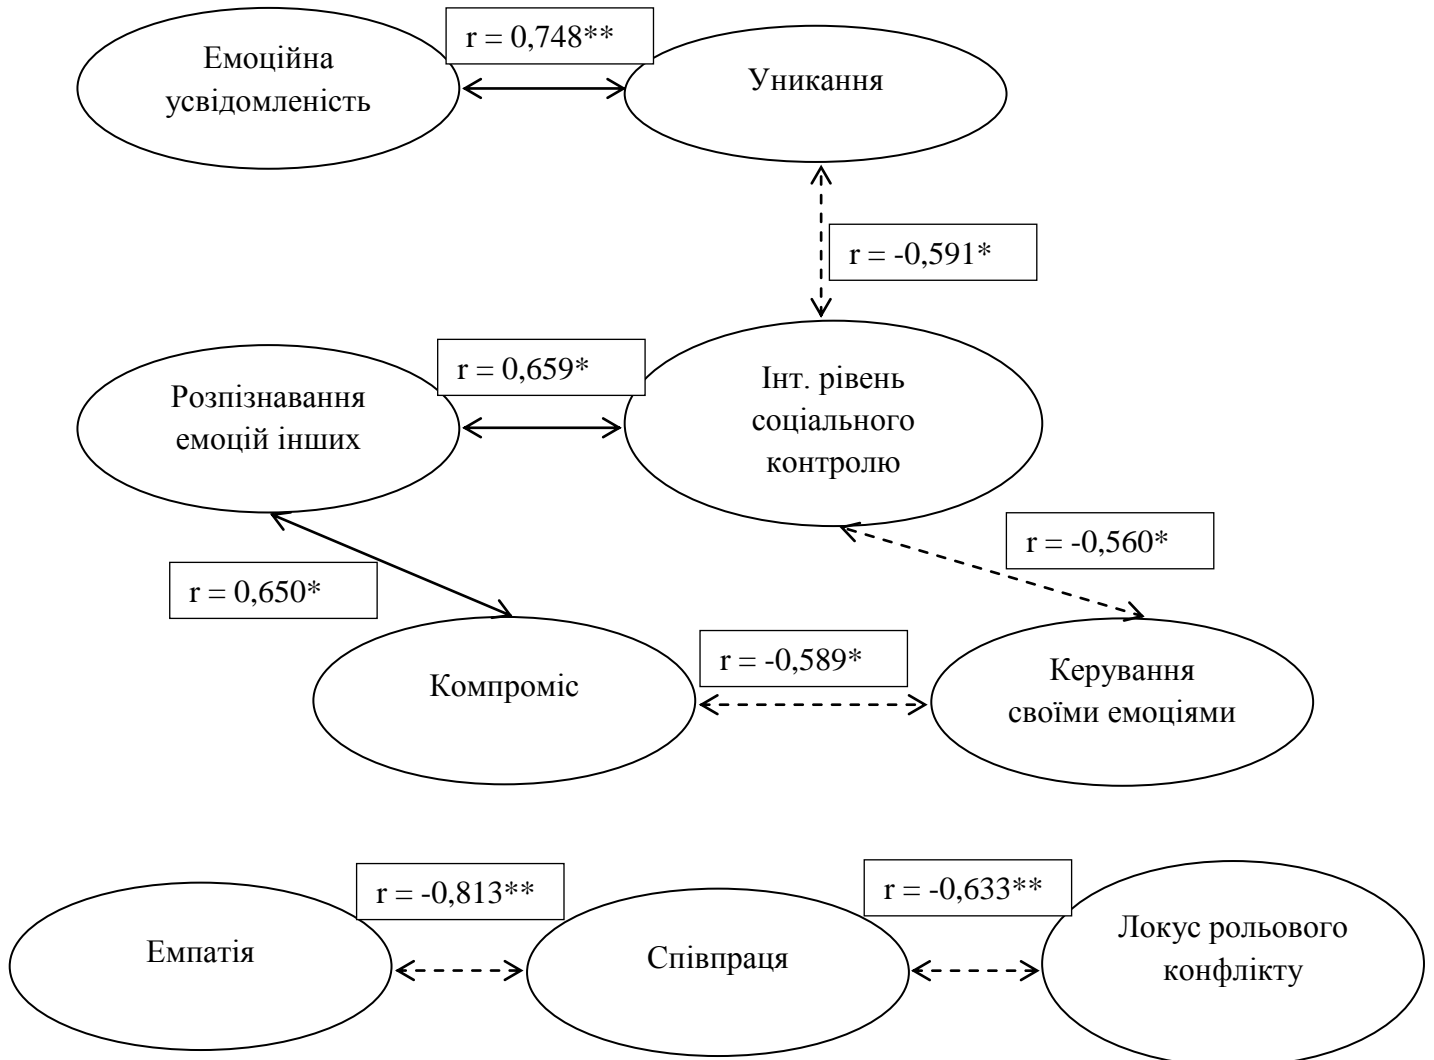 Емоційна
усвідомленість
r = 0,748**
Уникання
r = -0,591*
Розпізнавання
емоцій інших
r = 0,659*
Інт. рівень
соціального
контролю
r = -0,560*
r = 0,650*
Компроміс
r = -0,589*
Керування
своїми емоціями
Емпатія
r = -0,813**
Співпраця
r = -0,633**
Локус рольового
конфлікту